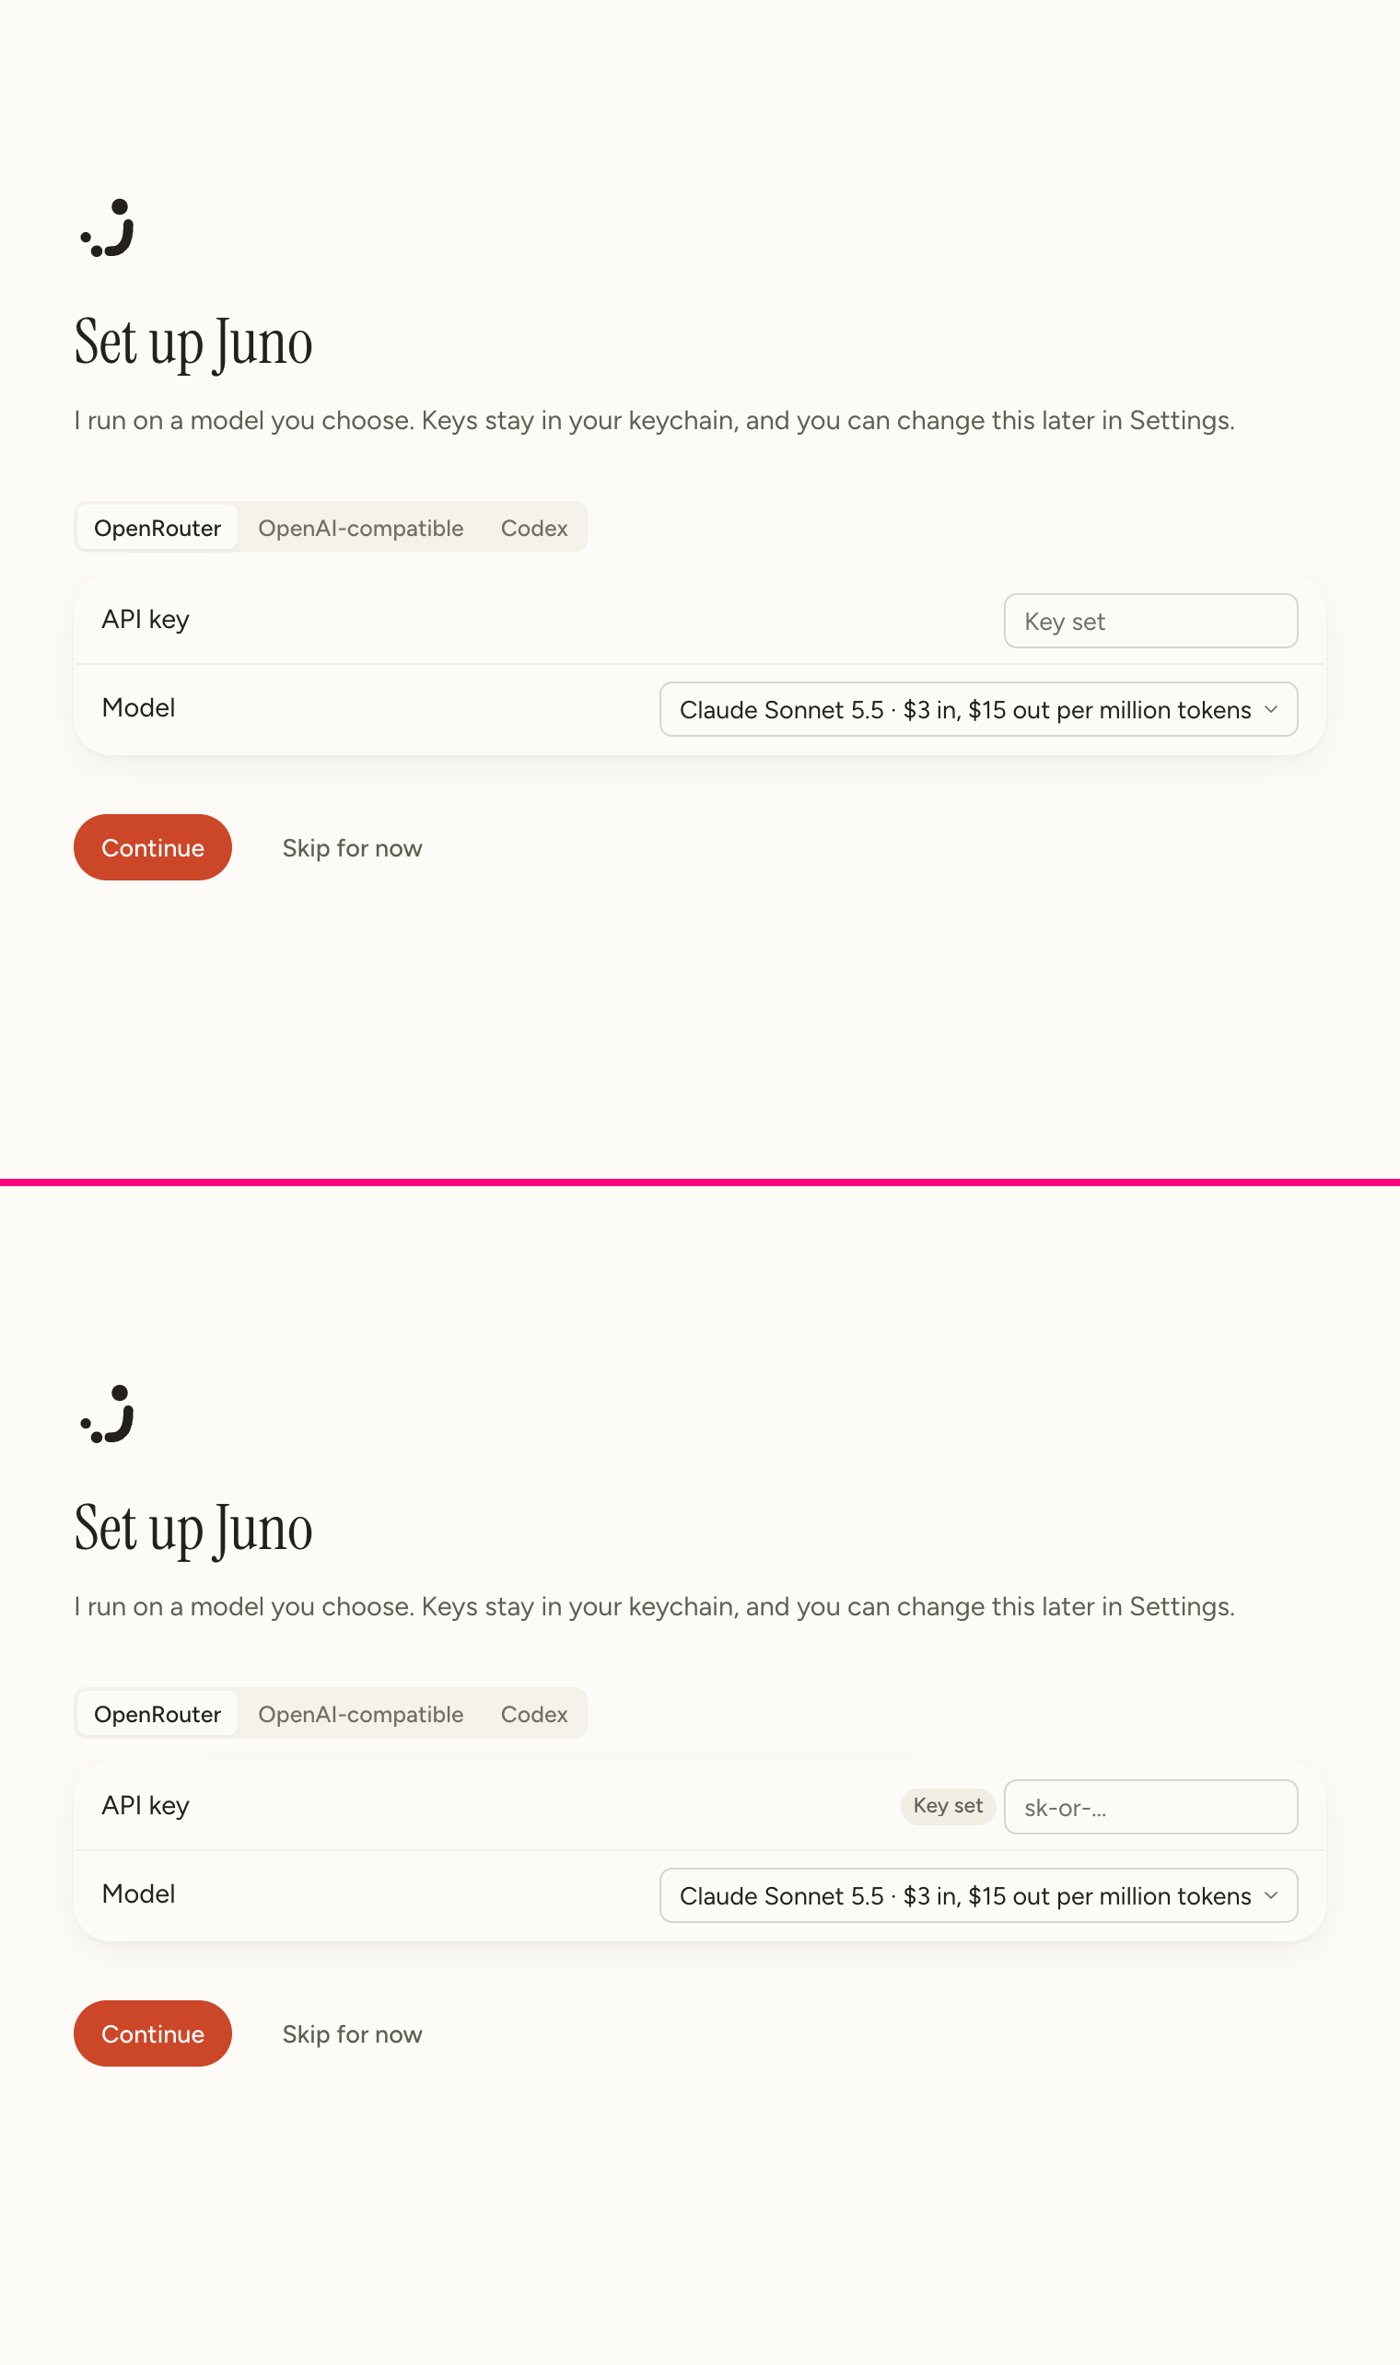 Set up Juno
I run on a model you choose. Keys stay in your keychain, and you can change this later in Settings.
OpenRouter OpenAI-compatible Codex
API key Key set
Model Claude Sonnet 5.5 · $3 in, $15 out per million tokens
Continue Skip for now
Set up Juno
I run on a model you choose. Keys stay in your keychain, and you can change this later in Settings.
OpenRouter OpenAI-compatible Codex
API key Key set sk-or-...
Model Claude Sonnet 5.5 · $3 in, $15 out per million tokens
Continue Skip for now